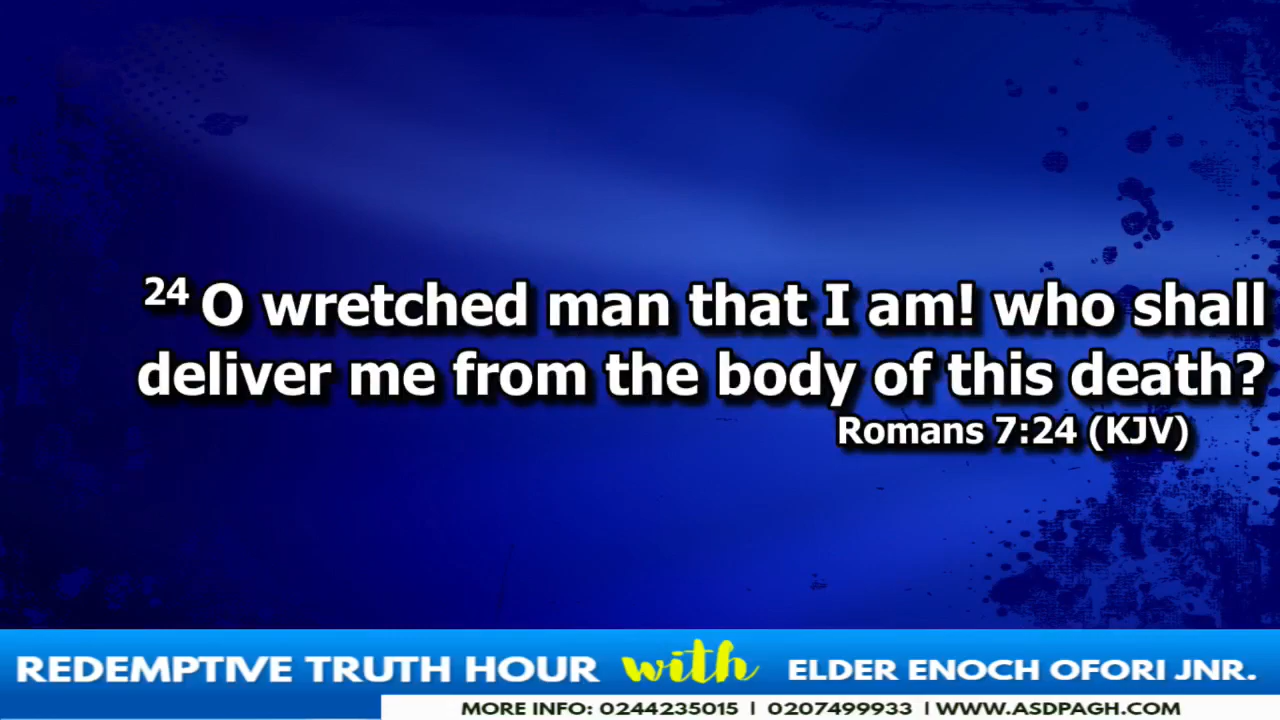 24 O wretched man that I am! who shall
deliver me from the body of this death?
Romans 7:24 (KJV)
REDEMPTIVE TRUTH HOUR with ELDER ENOCH OFORI JNR.
MORE INFO: 0244235015 | 0207499933 | WWW.ASDPAGH.COM